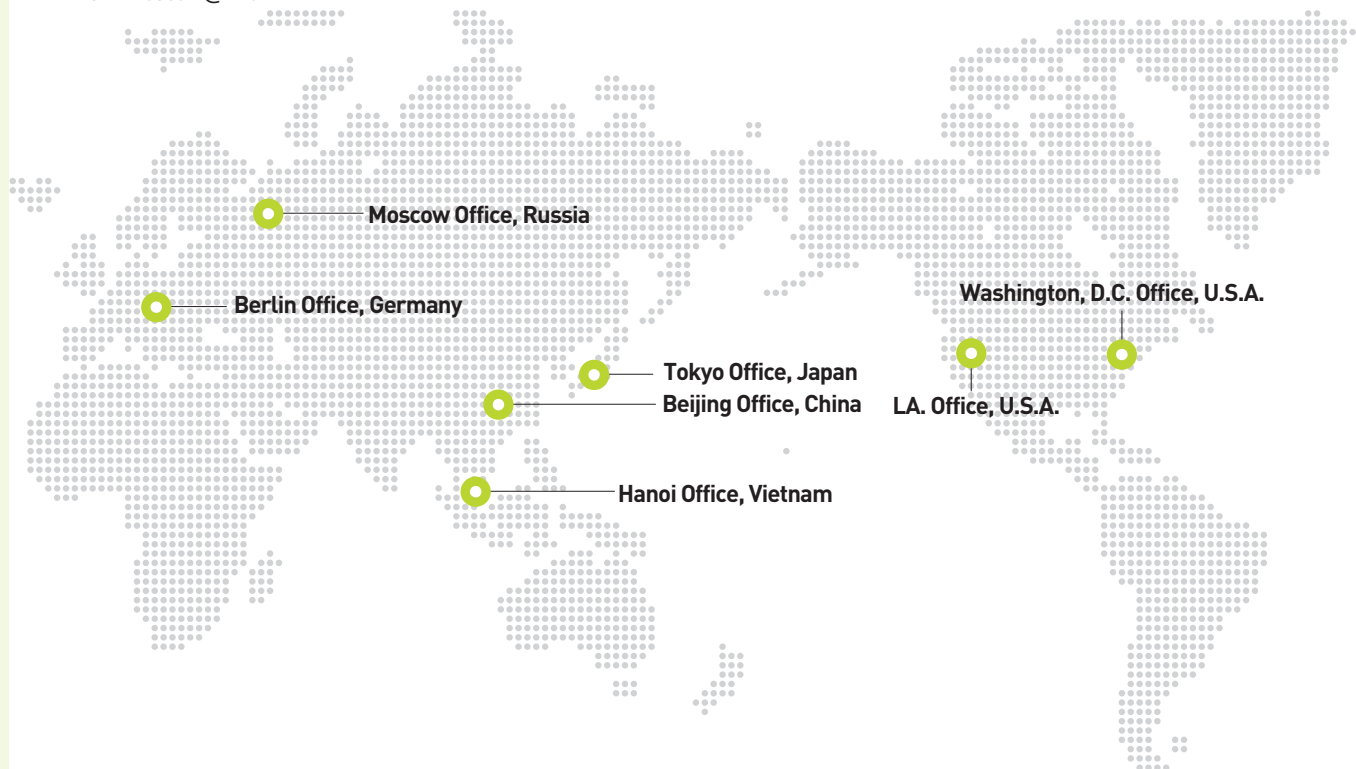 Moscow Office, Russia
Washington, D.C. Office, U.S.A.
Berlin Office, Germany
Tokyo Office, Japan
Beijing Office, China
LA. Office, U.S.A.
Hanoi Office, Vietnam